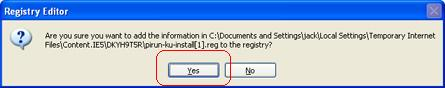 Registry Editor
Are you sure you want to add the information in C:\Documents and Settings\jack\Local Settings\Temporary Internet
Files\Content.IE5\DKYH9T5R\pirun-ku-install[1].reg to the registry?
Yes
No